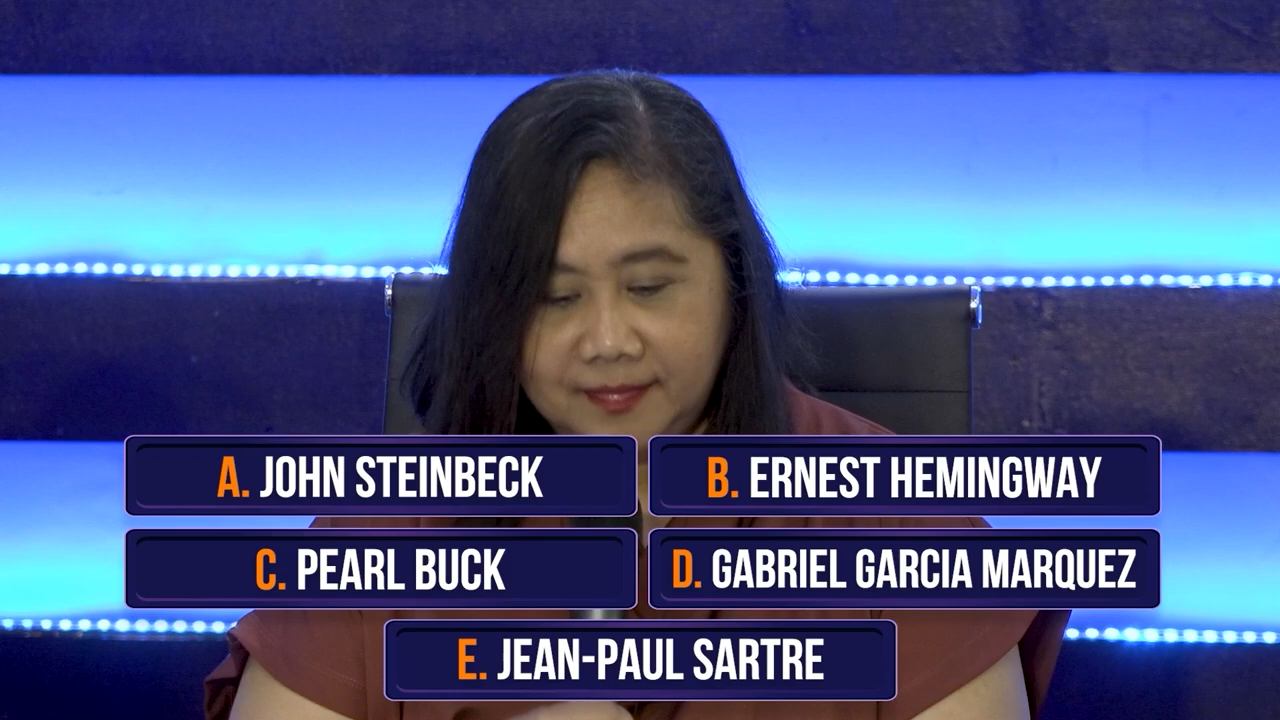 A. JOHN STEINBECK
B. ERNEST HEMINGWAY
C. PEARL BUCK
D. GABRIEL GARCIA MARQUEZ
E. JEAN-PAUL SARTRE